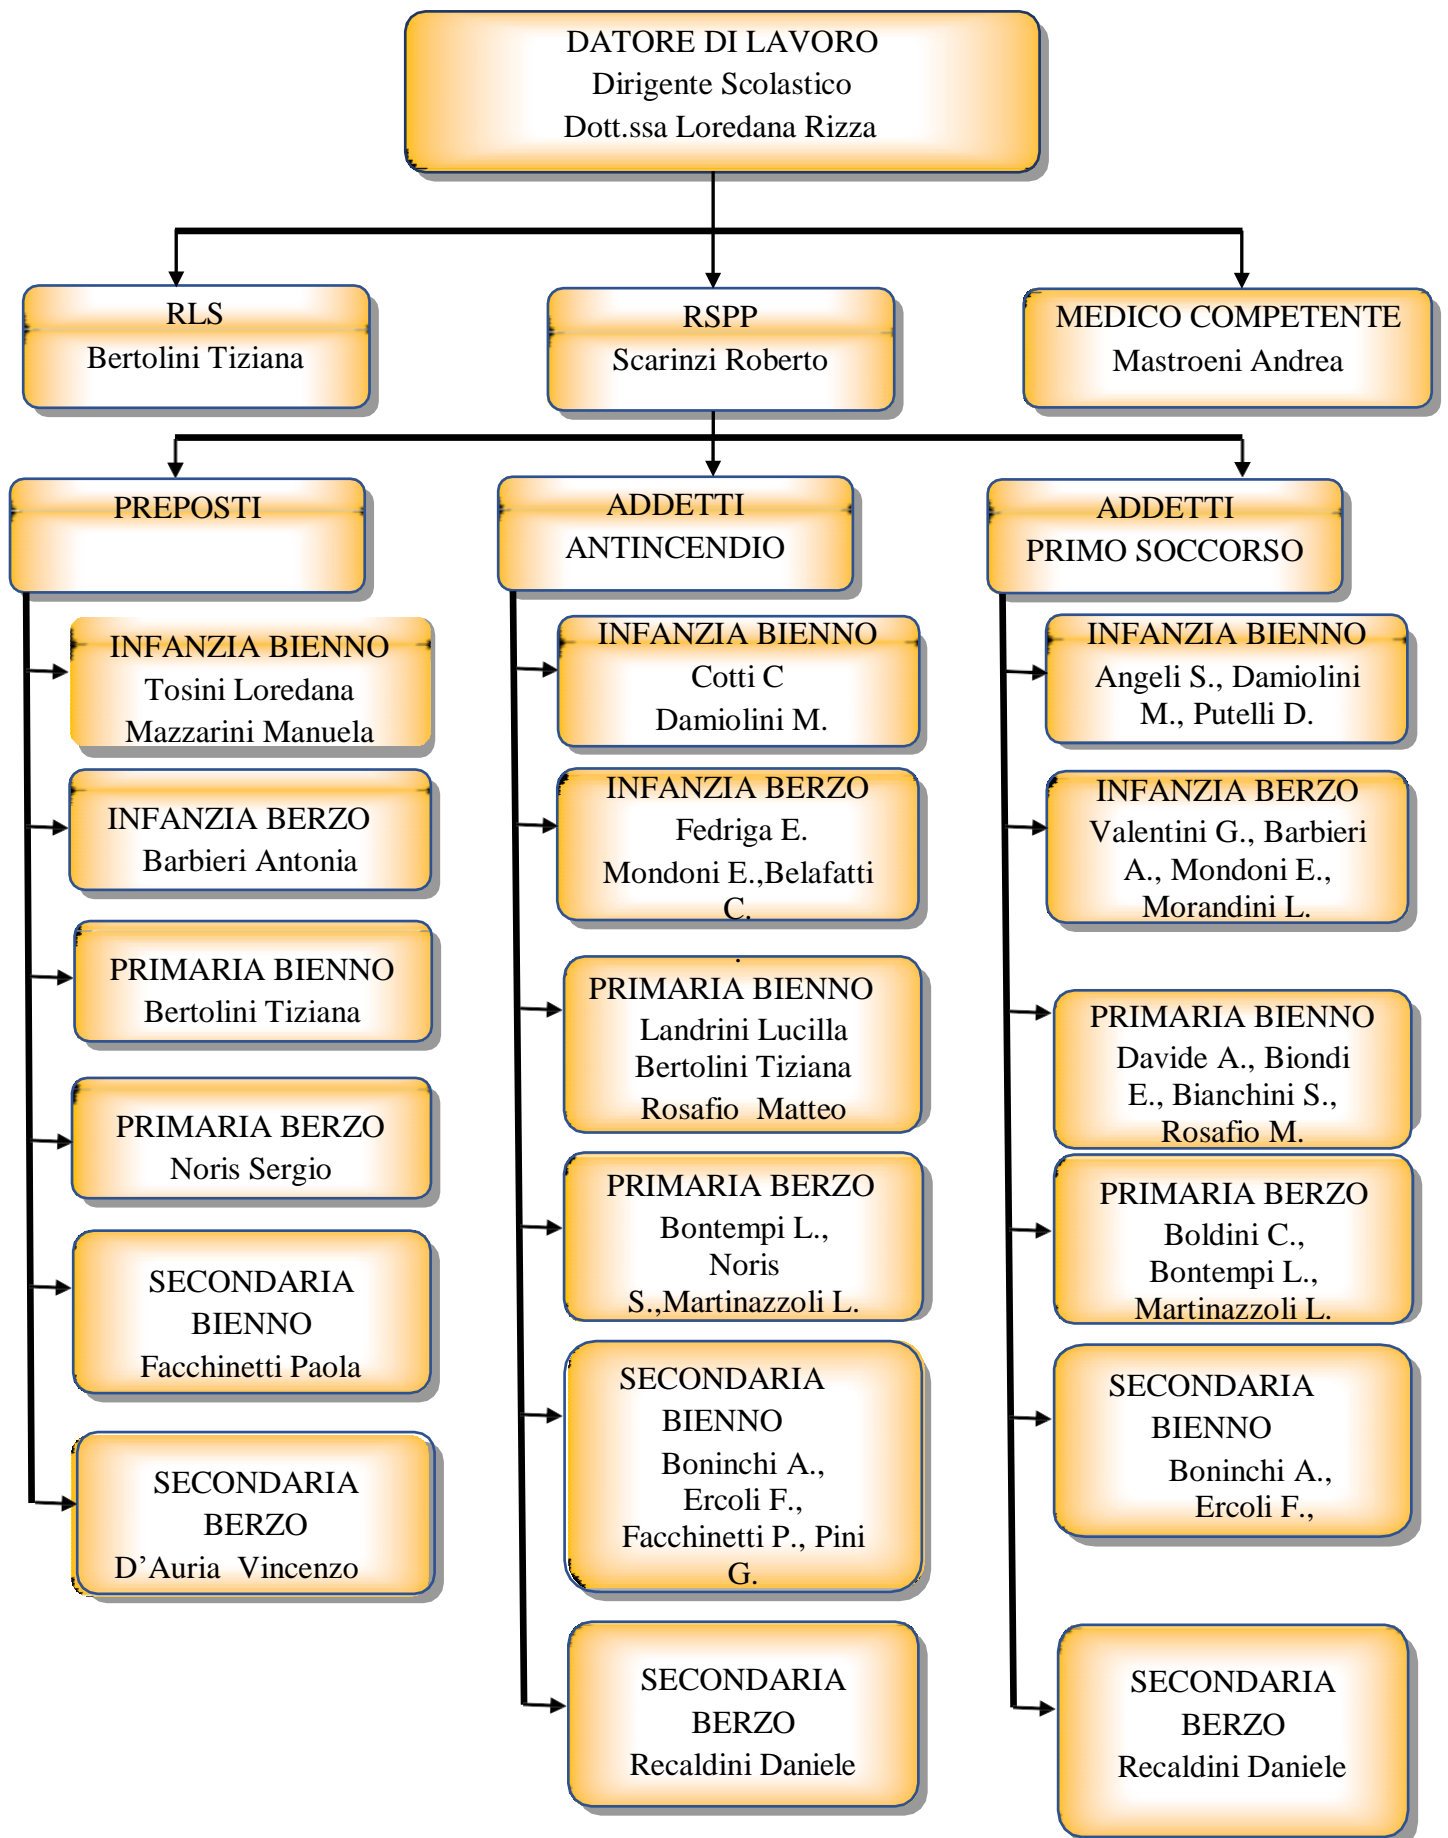 DATORE DI LAVORO
Dirigente Scolastico
Dott.ssa Loredana Rizza
RLS
Bertolini Tiziana
RSPP
Scarinzi Roberto
MEDICO COMPETENTE
Mastroeni Andrea
PREPOSTI
INFANZIA BIENNO
Tosini Loredana
Mazzarini Manuela
INFANZIA BERZO
Barbieri Antonia
PRIMARIA BIENNO
Bertolini Tiziana
PRIMARIA BERZO
Noris Sergio
SECONDARIA
BIENNO
Facchinetti Paola
SECONDARIA
BERZO
D’Auria  Vincenzo
ADDETTI
ANTINCENDIO
INFANZIA BIENNO
Cotti C
Damiolini M.
INFANZIA BERZO
Fedriga E.
Mondoni E.,Belafatti
C.
.
PRIMARIA BIENNO
Landrini Lucilla
Bertolini Tiziana
Rosafio  Matteo
PRIMARIA BERZO
Bontempi L.,
Noris
S.,Martinazzoli L.
SECONDARIA
BIENNO
Boninchi A.,
Ercoli F.,
Facchinetti P., Pini
G.
SECONDARIA
BERZO
Recaldini Daniele
ADDETTI
PRIMO SOCCORSO
INFANZIA BIENNO
Angeli S., Damiolini
M., Putelli D.
INFANZIA BERZO
Valentini G., Barbieri
A., Mondoni E.,
Morandini L.
PRIMARIA BIENNO
Davide A., Biondi
E., Bianchini S.,
Rosafio M.
PRIMARIA BERZO
Boldini C.,
Bontempi L.,
Martinazzoli L.
SECONDARIA
BIENNO
Boninchi A.,
Ercoli F.,
SECONDARIA
BERZO
Recaldini Daniele